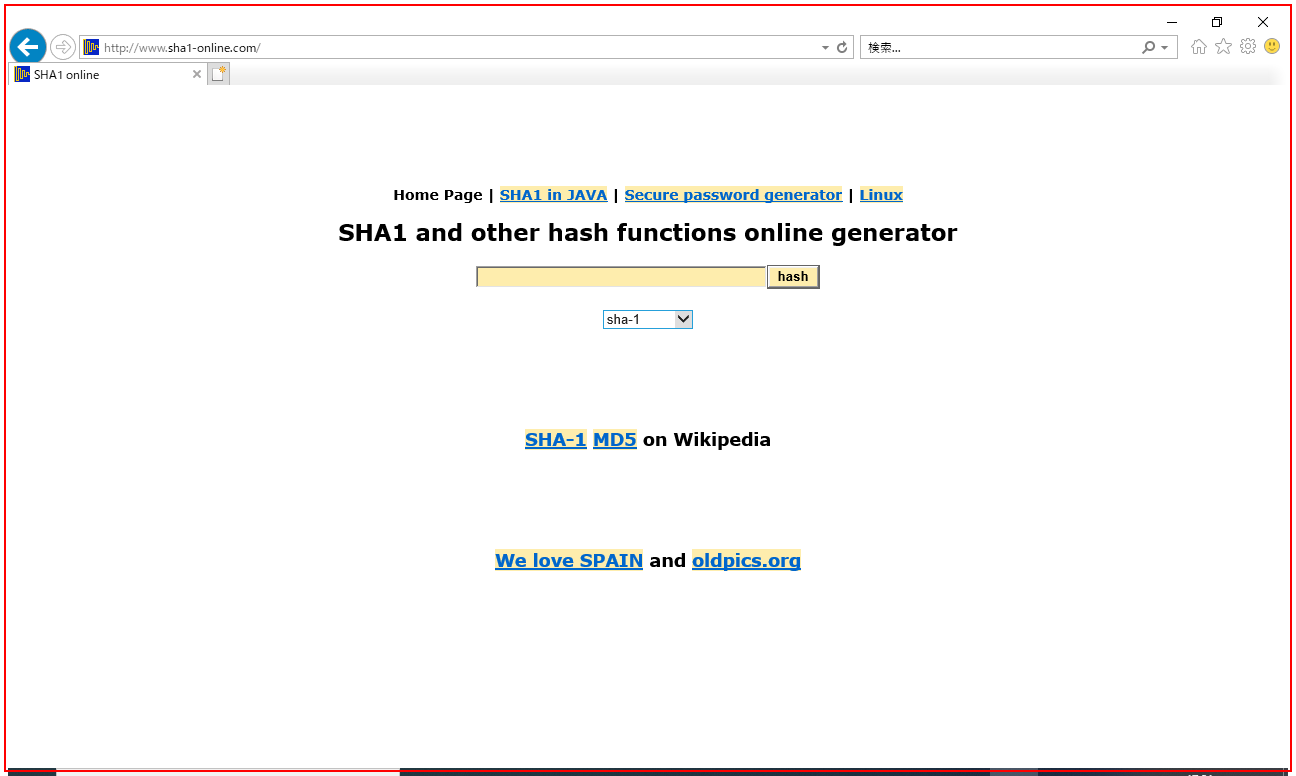 http://www.sha1-online.com/
検索...
SHA1 online
Home Page | SHA1 in JAVA | Secure password generator | Linux
SHA1 and other hash functions online generator
hash
sha-1
SHA-1 MD5 on Wikipedia
We love SPAIN and oldpics.org